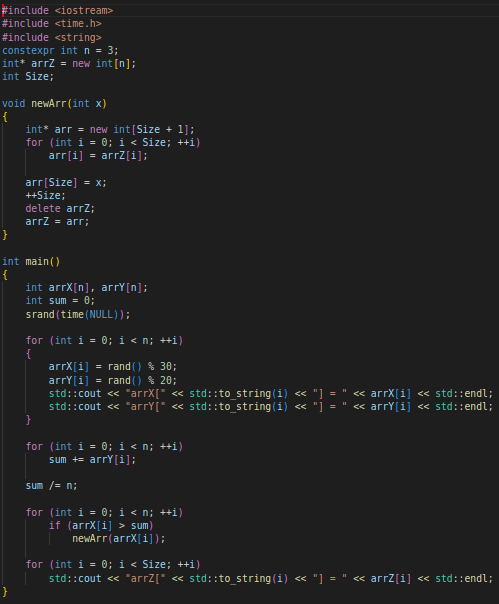 #include <iostream>
#include <time.h>
#include <string>
constexpr int n = 3;
int* arrZ = new int[n];
int Size;
void newArr(int x)
{
int* arr = new int[Size + 1];
for (int i = 0; i < Size; ++i)
arr[i] = arrZ[i];
arr[Size] = x;
++Size;
delete arrZ;
arrZ = arr;
}
int main()
{
int arrX[n], arrY[n];
int sum = 0;
srand(time(NULL));
for (int i = 0; i < n; ++i)
{
arrX[i] = rand() % 30;
arrY[i] = rand() % 20;
std::cout << "arrX[" << std::to_string(i) << "] = " << arrX[i] << std::endl;
std::cout << "arrY[" << std::to_string(i) << "] = " << arrY[i] << std::endl;
}
for (int i = 0; i < n; ++i)
sum += arrY[i];
sum /= n;
for (int i = 0; i < n; ++i)
if (arrX[i] > sum)
newArr(arrX[i]);
for (int i = 0; i < Size; ++i)
std::cout << "arrZ[" << std::to_string(i) << "] = " << arrZ[i] << std::endl;
}